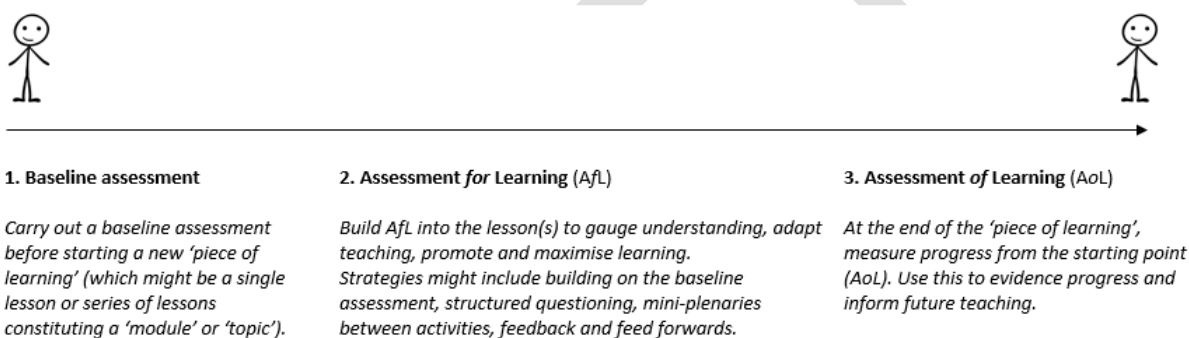 1. Baseline assessment
Carry out a baseline assessment
before starting a new ‘piece of
learning’ (which might be a single
lesson or series of lessons
constituting a ‘module’ or ‘topic’).
2. Assessment for Learning (AfL)
Build AfL into the lesson(s) to gauge understanding, adapt
teaching, promote and maximise learning.
Strategies might include building on the baseline
assessment, structured questioning, mini-plenaries
between activities, feedback and feed forwards.
3. Assessment of Learning (AoL)
At the end of the ‘piece of learning’,
measure progress from the starting point
(AoL). Use this to evidence progress and
inform future teaching.